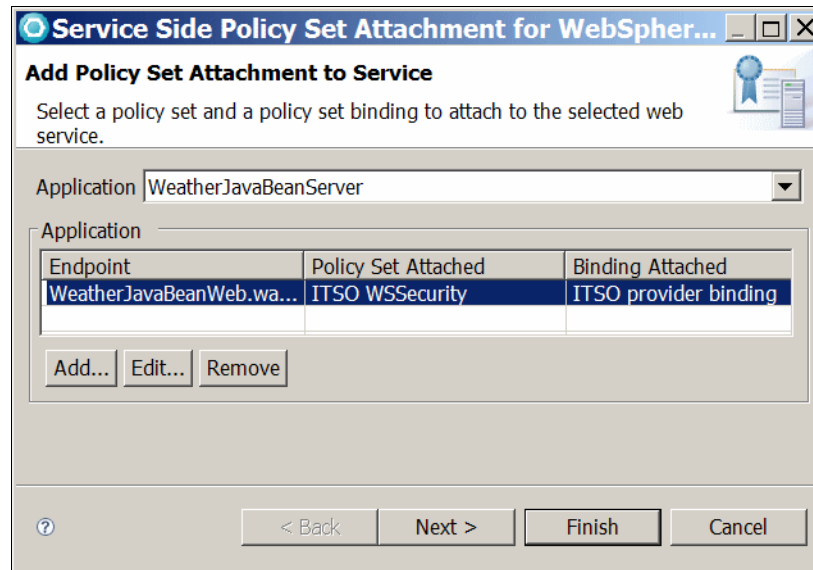 Service Side Policy Set Attachment for WebSpher...
Add Policy Set Attachment to Service
Select a policy set and a policy set binding to attach to the selected web
service.
Application WeatherJavaBeanServer
Application
Endpoint Policy Set Attached Binding Attached
WeatherJavaBeanWeb.wa... ITSO WSSecurity ITSO provider binding
Add... Edit... Remove
? < Back Next > Finish Cancel